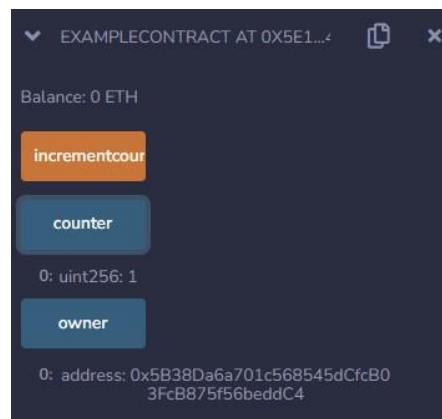 EXAMPLECONTRACT AT 0X5E1...4
Balance: 0 ETH
incrementcour
counter
0: uint256: 1
owner
0: address: 0x5B38Da6a701c568545dCfcB0
3FcB875f56beddC4